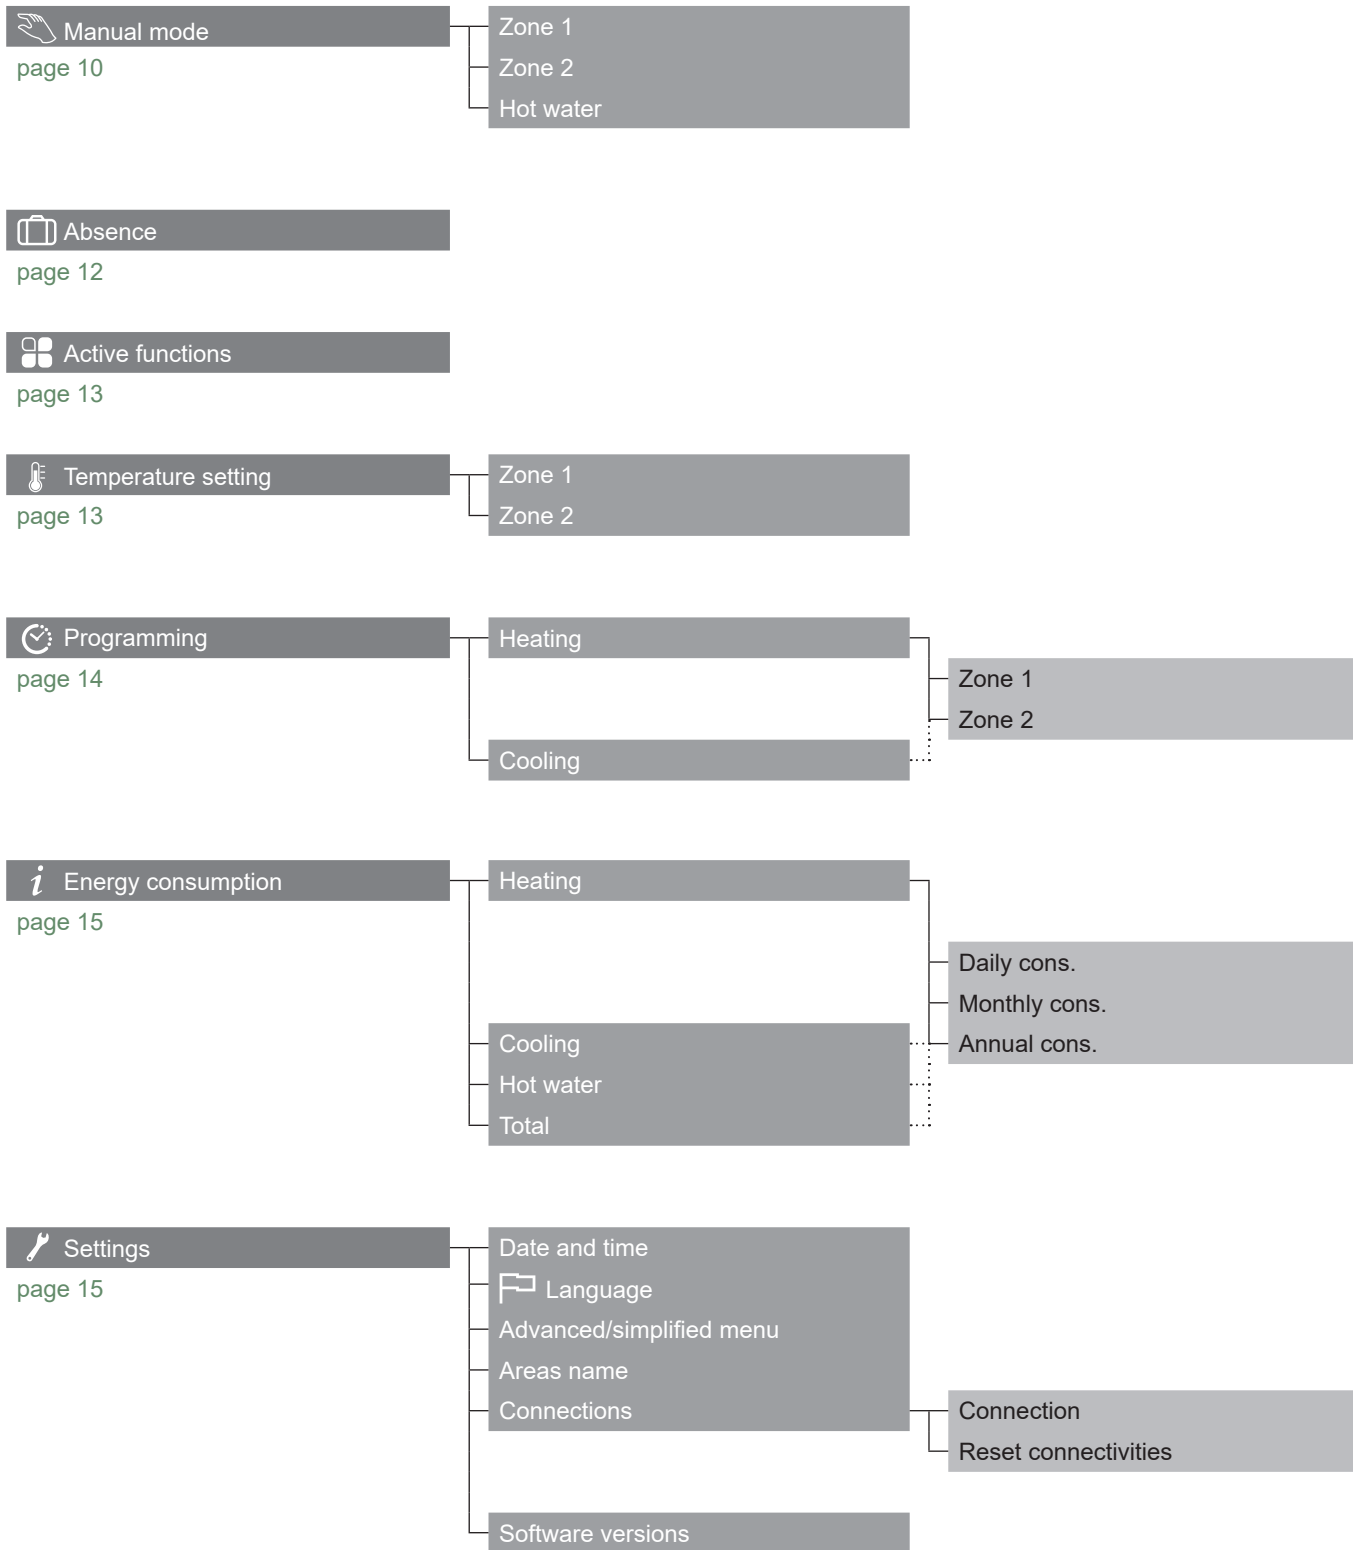 Manual mode
page 10
Zone 1
Zone 2
Hot water
Absence
page 12
Active functions
page 13
Temperature setting
page 13
Zone 1
Zone 2
Programming
page 14
Heating
Zone 1
Zone 2
Cooling
Energy consumption
page 15
Heating
Daily cons.
Monthly cons.
Annual cons.
Cooling
Hot water
Total
Settings
page 15
Date and time
Language
Advanced/simplified menu
Areas name
Connections
Connection
Reset connectivities
Software versions